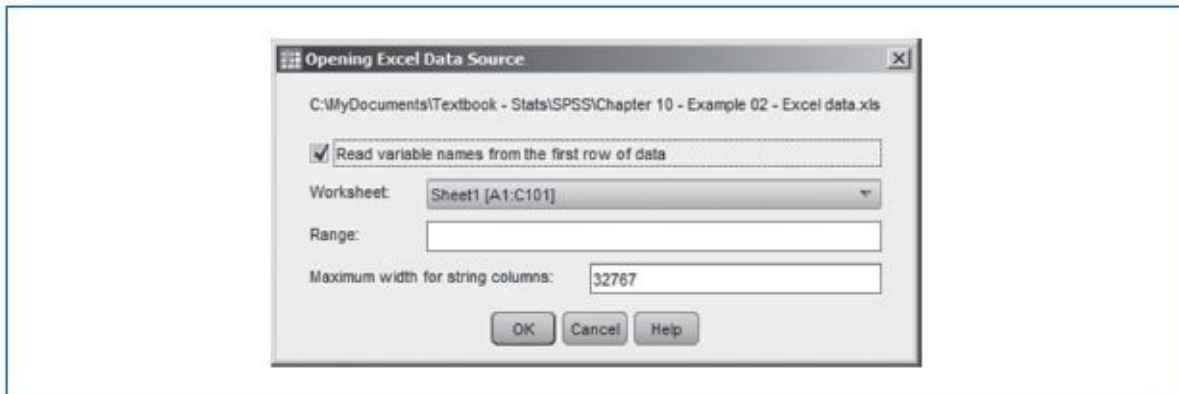 Opening Excel Data Source
C:\MyDocuments\Textbook - Stats\SPSS\Chapter 10 - Example 02 - Excel data.xls
Read variable names from the first row of data
Worksheet: Sheet1 [A1:C101]
Range:
Maximum width for string columns: 32767
OK Cancel Help